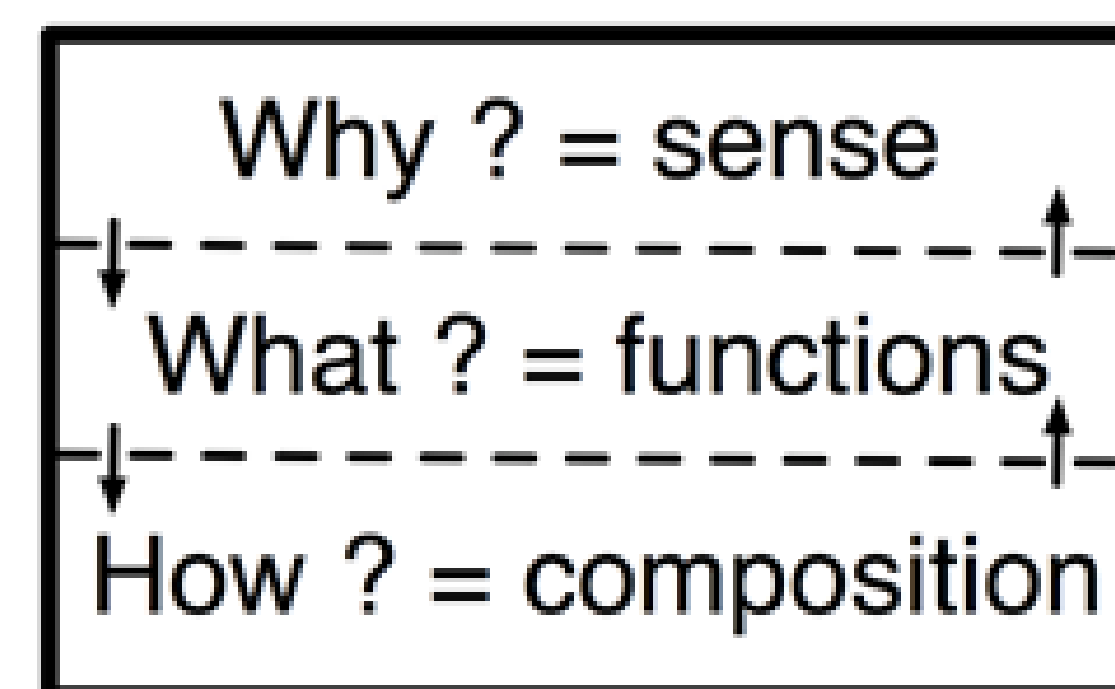 Why ? = sense
What ? = functions
How ? = composition